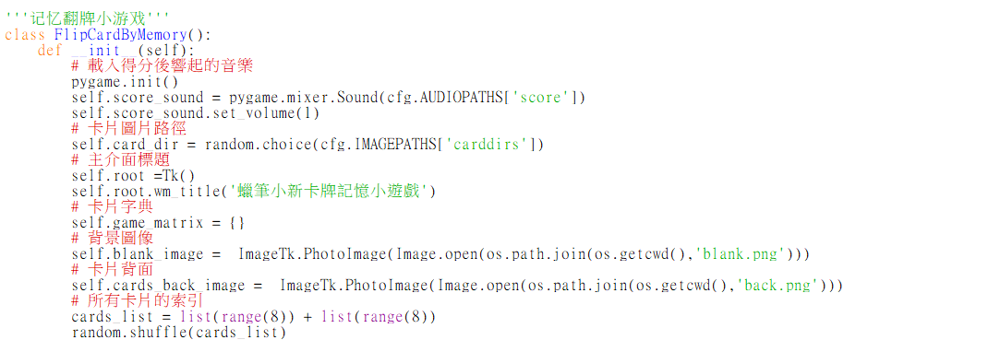 '''记忆翻牌小游戏'''
class FlipCardByMemory():
    def __init__(self):
        # 載入得分後響起的音樂
        pygame.init()
        self.score_sound = pygame.mixer.Sound(cfg.AUDIOPATHS['score'])
        self.score_sound.set_volume(1)
        # 卡片圖片路徑
        self.card_dir = random.choice(cfg.IMAGEPATHS['carddirs'])
        # 主介面標題
        self.root =Tk()
        self.root.wm_title('蠟筆小新卡牌記憶小遊戲')
        # 卡片字典
        self.game_matrix = {}
        # 背景圖像
        self.blank_image =  ImageTk.PhotoImage(Image.open(os.path.join(os.getcwd(),'blank.png')))
        # 卡片背面
        self.cards_back_image =  ImageTk.PhotoImage(Image.open(os.path.join(os.getcwd(),'back.png')))
        # 所有卡片的索引
        cards_list = list(range(8)) + list(range(8))
        random.shuffle(cards_list)